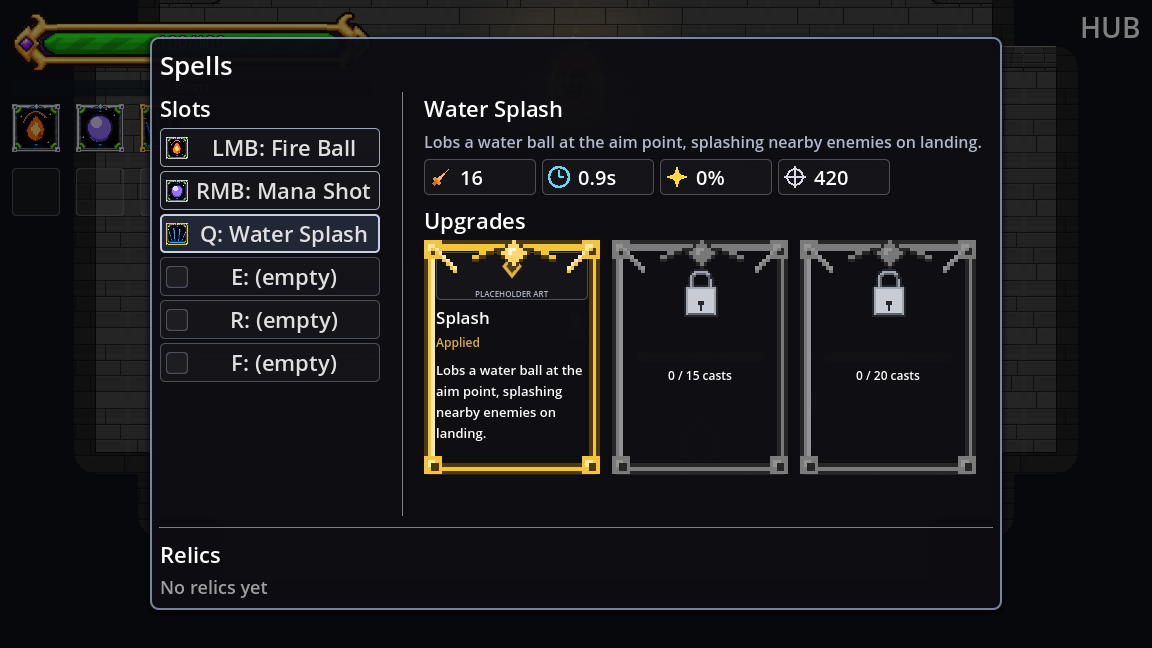 HUB
Spells
Slots
LMB: Fire Ball
RMB: Mana Shot
Q: Water Splash
E: (empty)
R: (empty)
F: (empty)
Water Splash
Lobs a water ball at the aim point, splashing nearby enemies on landing.
16
0.9s
0%
420
Upgrades
PLACEHOLDER ART
Splash
Applied
Lobs a water ball at the
aim point, splashing
nearby enemies on
landing.
0 / 15 casts
0 / 20 casts
Relics
No relics yet